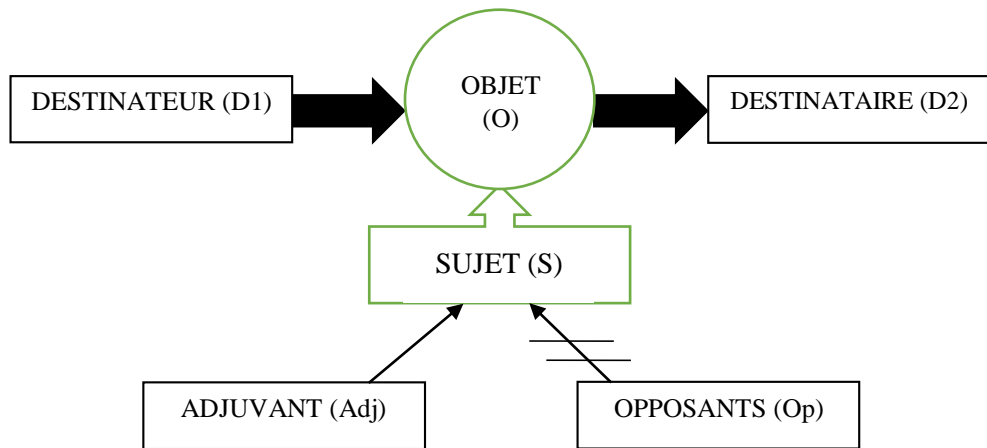 DESTINATEUR (D1)
OBJET
(O)
DESTINATAIRE (D2)
SUJET (S)
ADJUVANT (Adj)
OPPOSANTS (Op)